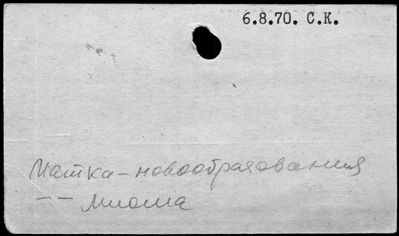 6.8.70. С.К.
Матка - новообразования
- - Миома